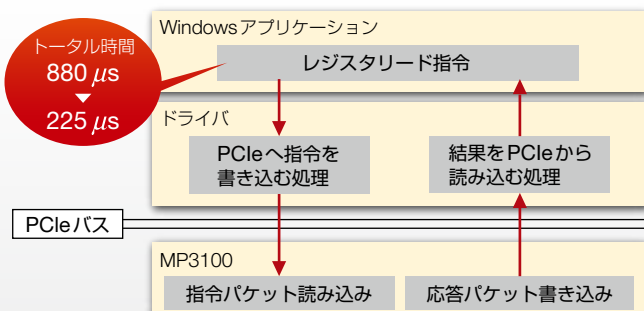 Windowsアプリケーション
トータル時間
880 μs
▼
225 μs
レジスタリード指令
ドライバ
PCIeへ指令を
書き込む処理
結果をPCIeから
読み込む処理
PCIeバス
MP3100
指令パケット読み込み
応答パケット書き込み